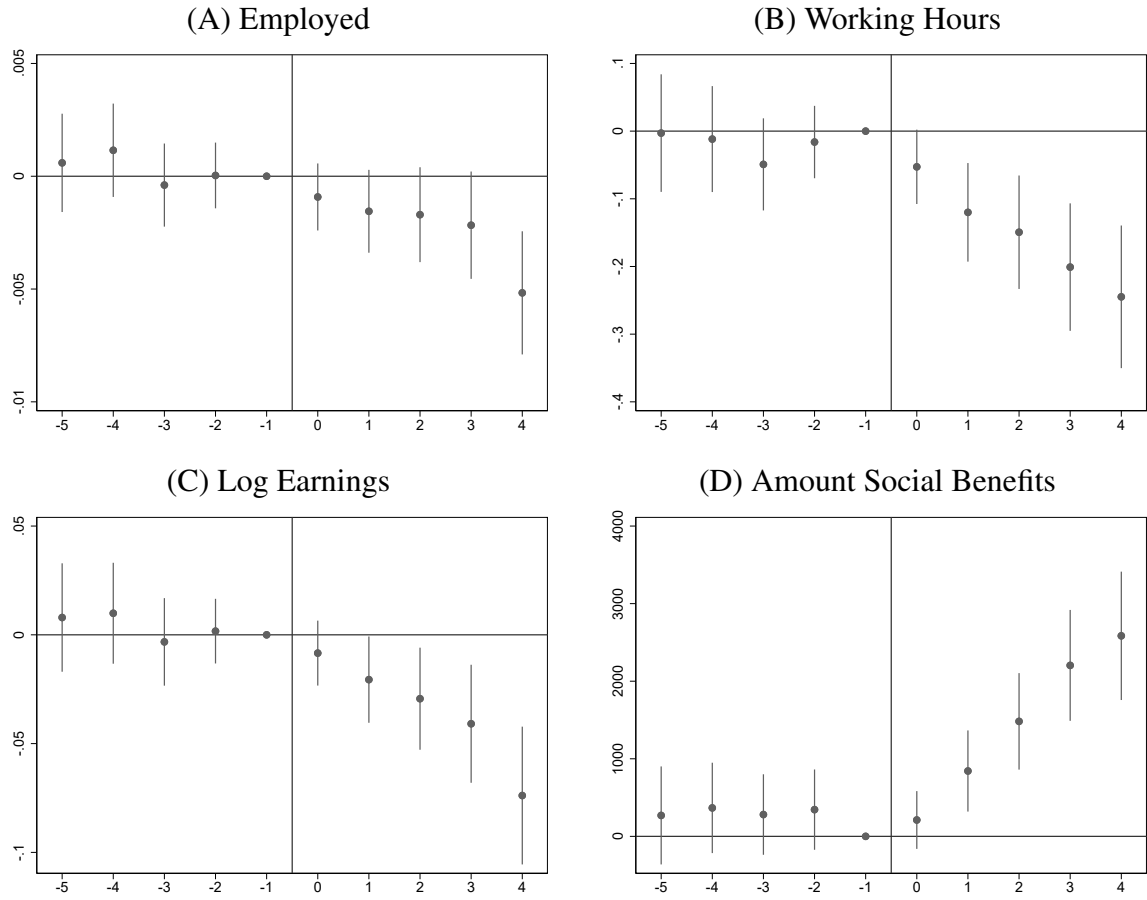 (A) Employed
.005
0
-.005
-.01
-5 -4 -3 -2 -1 0 1 2 3 4
(B) Working Hours
.1
0
-.1
-.2
-.3
-.4
-5 -4 -3 -2 -1 0 1 2 3 4
(C) Log Earnings
.05
0
-.05
-.1
-5 -4 -3 -2 -1 0 1 2 3 4
(D) Amount Social Benefits
4000
3000
2000
1000
0
-5 -4 -3 -2 -1 0 1 2 3 4